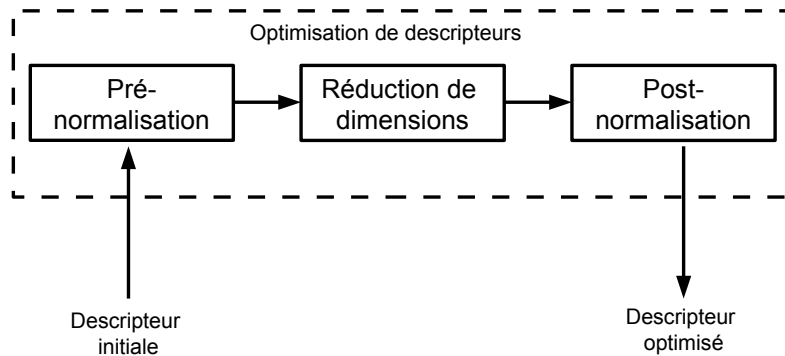 Optimisation de descripteurs
Pré-
normalisation
Réduction de
dimensions
Post-
normalisation
Descripteur
initiale
Descripteur
optimisé